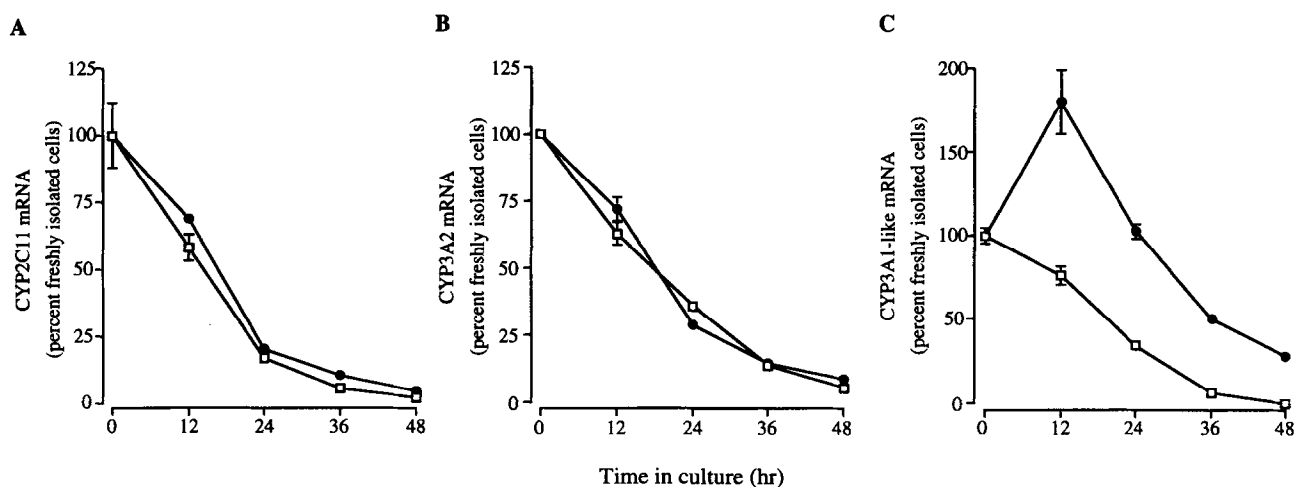 A
CYP2C11 mRNA
(percent freshly isolated cells)
125
100
75
50
25
0
0 12 24 36 48
B
CYP3A2 mRNA
(percent freshly isolated cells)
125
100
75
50
25
0
0 12 24 36 48
C
CYP3A1-like mRNA
(percent freshly isolated cells)
200
150
100
50
0
0 12 24 36 48
Time in culture (hr)